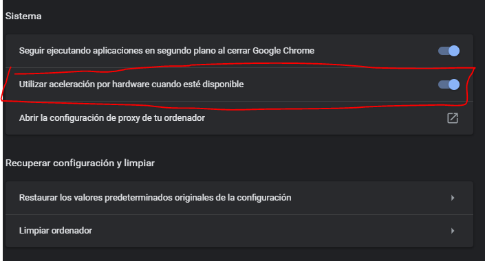 Sistema
Seguir ejecutando aplicaciones en segundo plano al cerrar Google Chrome
Utilizar aceleración por hardware cuando esté disponible
Abrir la configuración de proxy de tu ordenador
Recuperar configuración y limpiar
Restaurar los valores predeterminados originales de la configuración
Limpiar ordenador